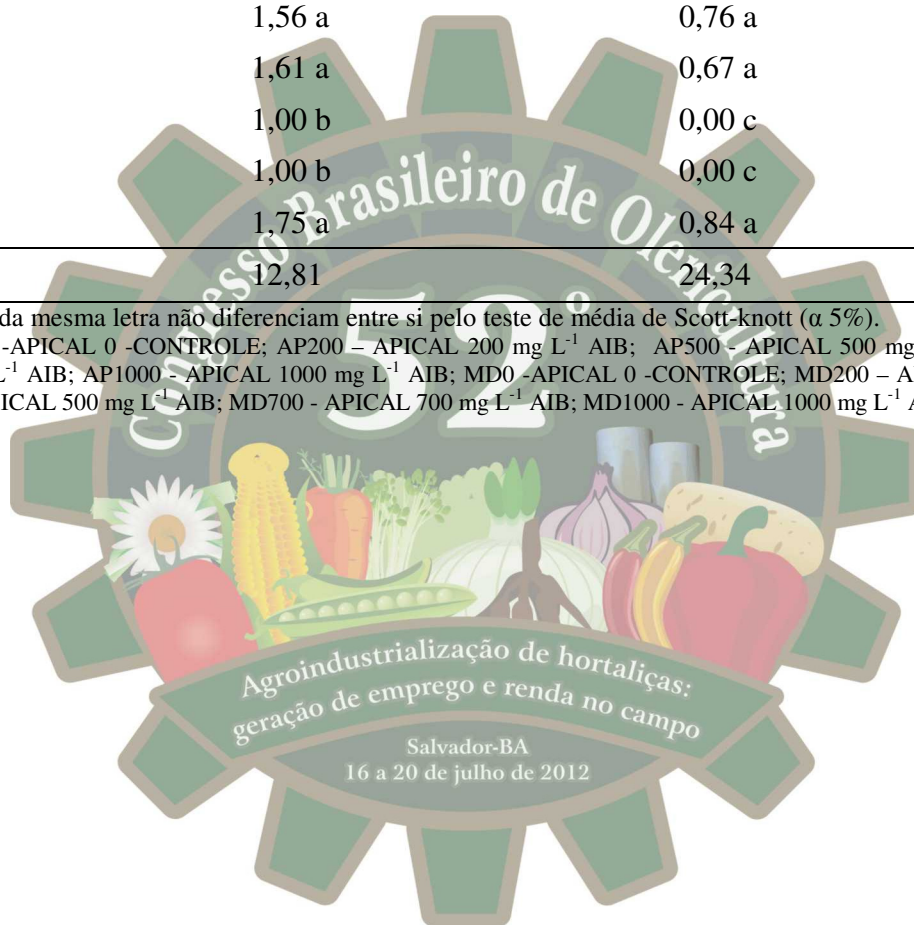 1,56 a 0,76 a
1,61 a 0,67 a
1,00 b 0,00 c
1,00 b 0,00 c
1,75 a 0,84 a
12,81 24,34
da mesma letra não diferenciam entre si pelo teste de média de Scott-knott (α 5%).
-APICAL 0 -CONTROLE; AP200 – APICAL 200 mg L⁻¹ AIB; AP500 - APICAL 500 mg
L⁻¹ AIB; AP1000 - APICAL 1000 mg L⁻¹ AIB; MD0 -APICAL 0 -CONTROLE; MD200 – A
ICAL 500 mg L⁻¹ AIB; MD700 - APICAL 700 mg L⁻¹ AIB; MD1000 - APICAL 1000 mg L⁻¹ A
Congresso Brasileiro de Olericultura
52º
Agroindustrialização de hortaliças:
geração de emprego e renda no campo
Salvador-BA
16 a 20 de julho de 2012